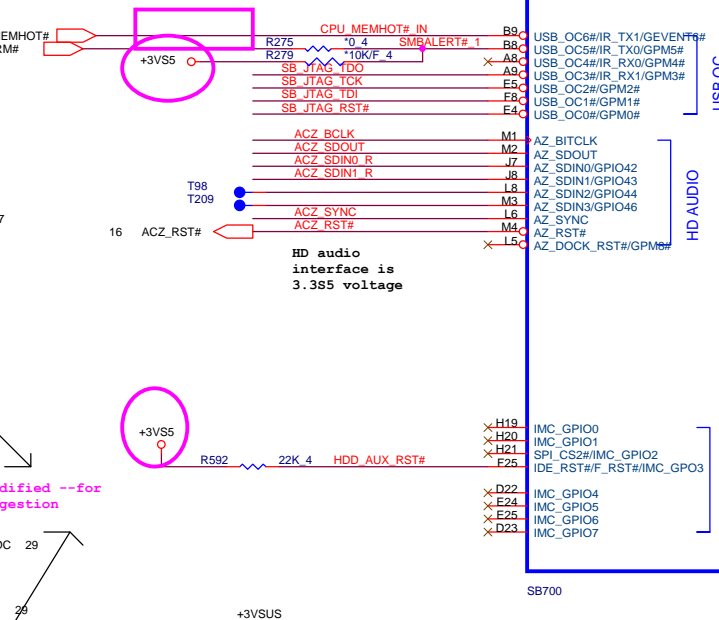 CPU_MEMHOT#_IN
B9
USB_OC6#/IR_TX1/GEVENT6#
EMEMHOT#
R275
*0_4
SMBALERT#_1
B8
USB_OC5#/IR_TX0/GPM5#
RM#
+3VS5
R279
*10K/F_4
A8
USB_OC4#/IR_RX0/GPM4#
SB_JTAG_TDO
A9
USB_OC3#/IR_RX1/GPM3#
SB_JTAG_TCK
E5
USB_OC2#/GPM2#
SB_JTAG_TDI
F8
USB_OC1#/GPM1#
SB_JTAG_RST#
E4
USB_OC0#/GPM0#
USB OC
ACZ_BCLK
M1
AZ_BITCLK
ACZ_SDOUT
M2
AZ_SDOUT
ACZ_SDIN0_R
J7
AZ_SDIN0/GPIO42
ACZ_SDIN1_R
J8
AZ_SDIN1/GPIO43
T98
L8
AZ_SDIN2/GPIO44
T209
M3
AZ_SDIN3/GPIO46
ACZ_SYNC
L6
AZ_SYNC
16
ACZ_RST#
ACZ_RST#
M4
AZ_RST#
L5
AZ_DOCK_RST#/GPM8#
HD AUDIO
7
HD audio
interface is
3.3S5 voltage
H19
IMC_GPIO0
H20
IMC_GPIO1
H21
SPI_CS2#/IMC_GPIO2
+3VS5
R592
22K_4
HDD_AUX_RST#
F25
IDE_RST#/F_RST#/IMC_GPO3
D22
IMC_GPIO4
E24
IMC_GPIO5
E25
IMC_GPIO6
D23
IMC_GPIO7
dified --for
gestion
OC 29
SB700
29
+3VSUS